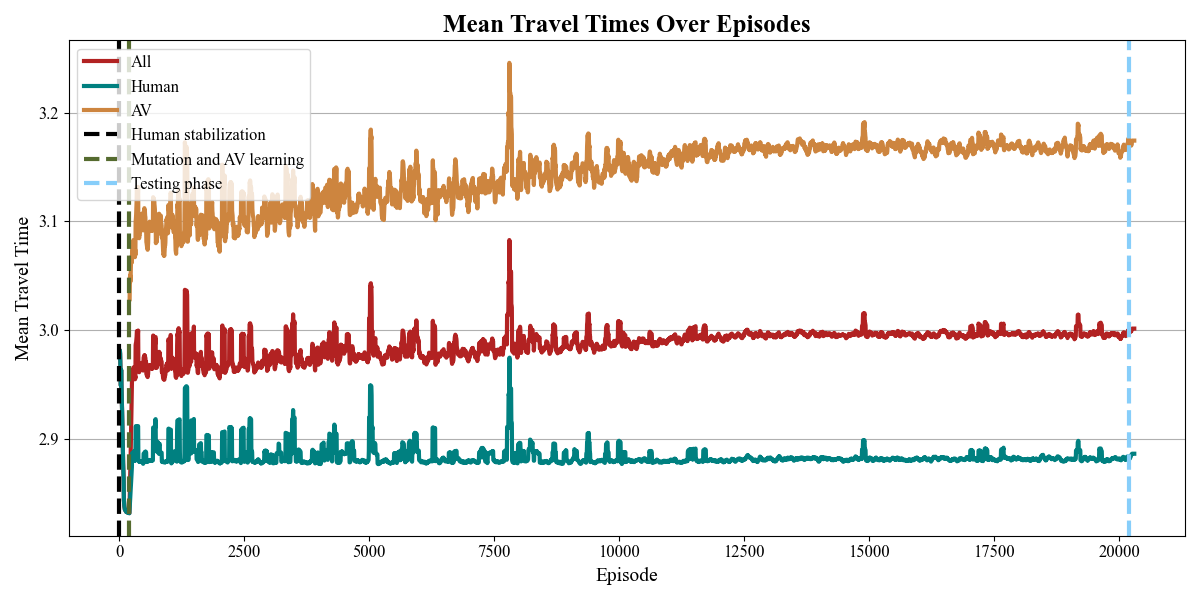 Mean Travel Times Over Episodes
All
Human
AV
Human stabilization
Mutation and AV learning
Testing phase
Mean Travel Time
3.2
3.1
3.0
2.9
0 2500 5000 7500 10000 12500 15000 17500 20000
Episode